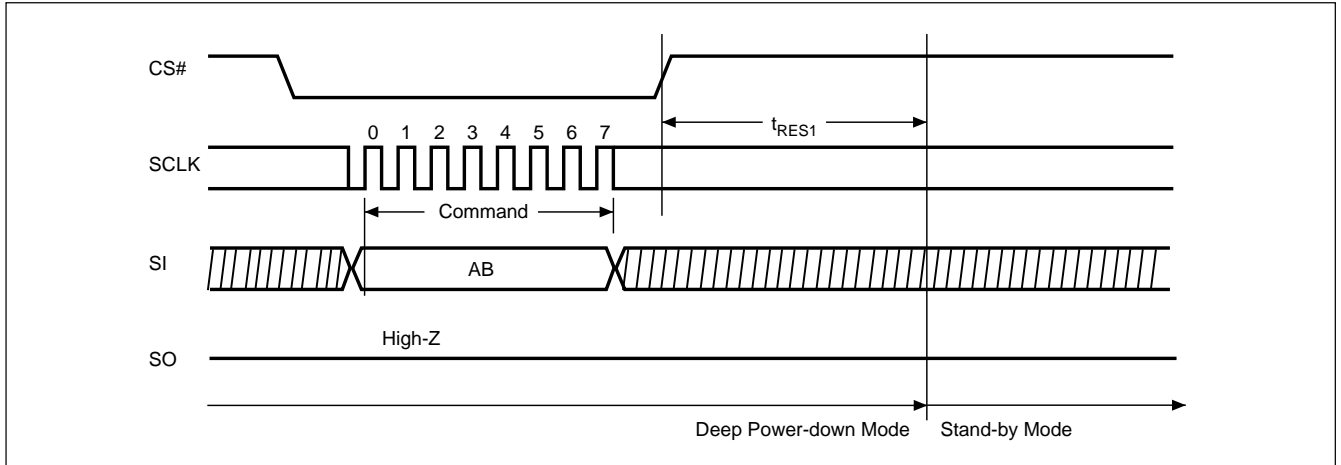 CS#
tRES1
0 1 2 3 4 5 6 7
SCLK
Command
SI
AB
High-Z
SO
Deep Power-down Mode Stand-by Mode